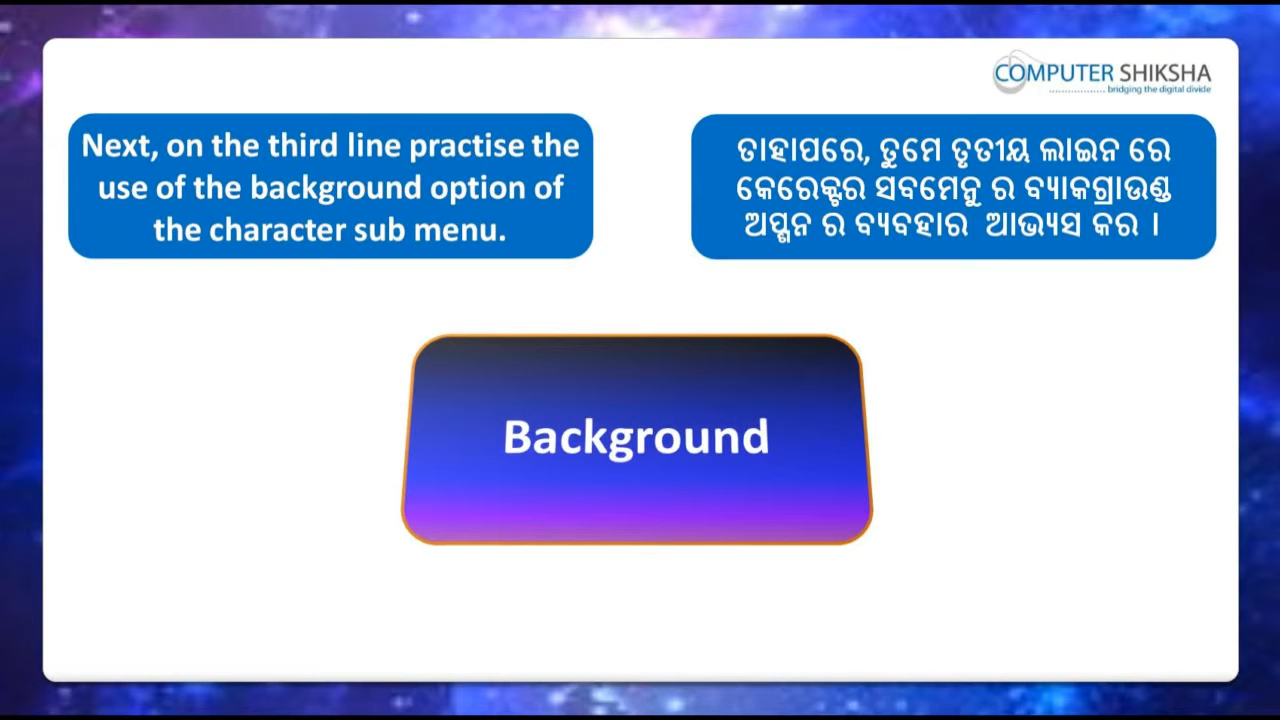 COMPUTER SHIKSHA
bridging the digital divide
Next, on the third line practise the
use of the background option of
the character sub menu.
ତାହାପରେ, ତୁମେ ତୃତୀୟ ଲାଇନ ରେ
କେରେକ୍ଟର ସବମେନୁ ର ବ୍ୟାକଗ୍ରାଉଣ୍ଡ
ଅପ୍ସନ ର ବ୍ୟବହାର ଆଭ୍ୟସ କର ।
Background